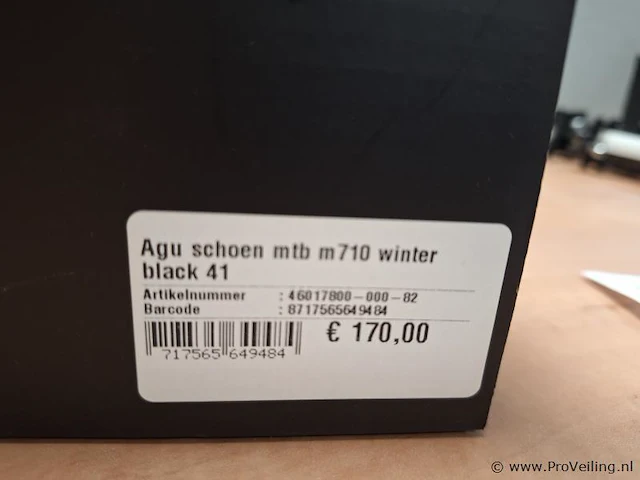 Agu schoen mtb m710 winter
black 41
Artikelnummer : 46017800-000-82
Barcode : 8717565649484
€ 170,00
717565 649484
© www.ProVeiling.nl